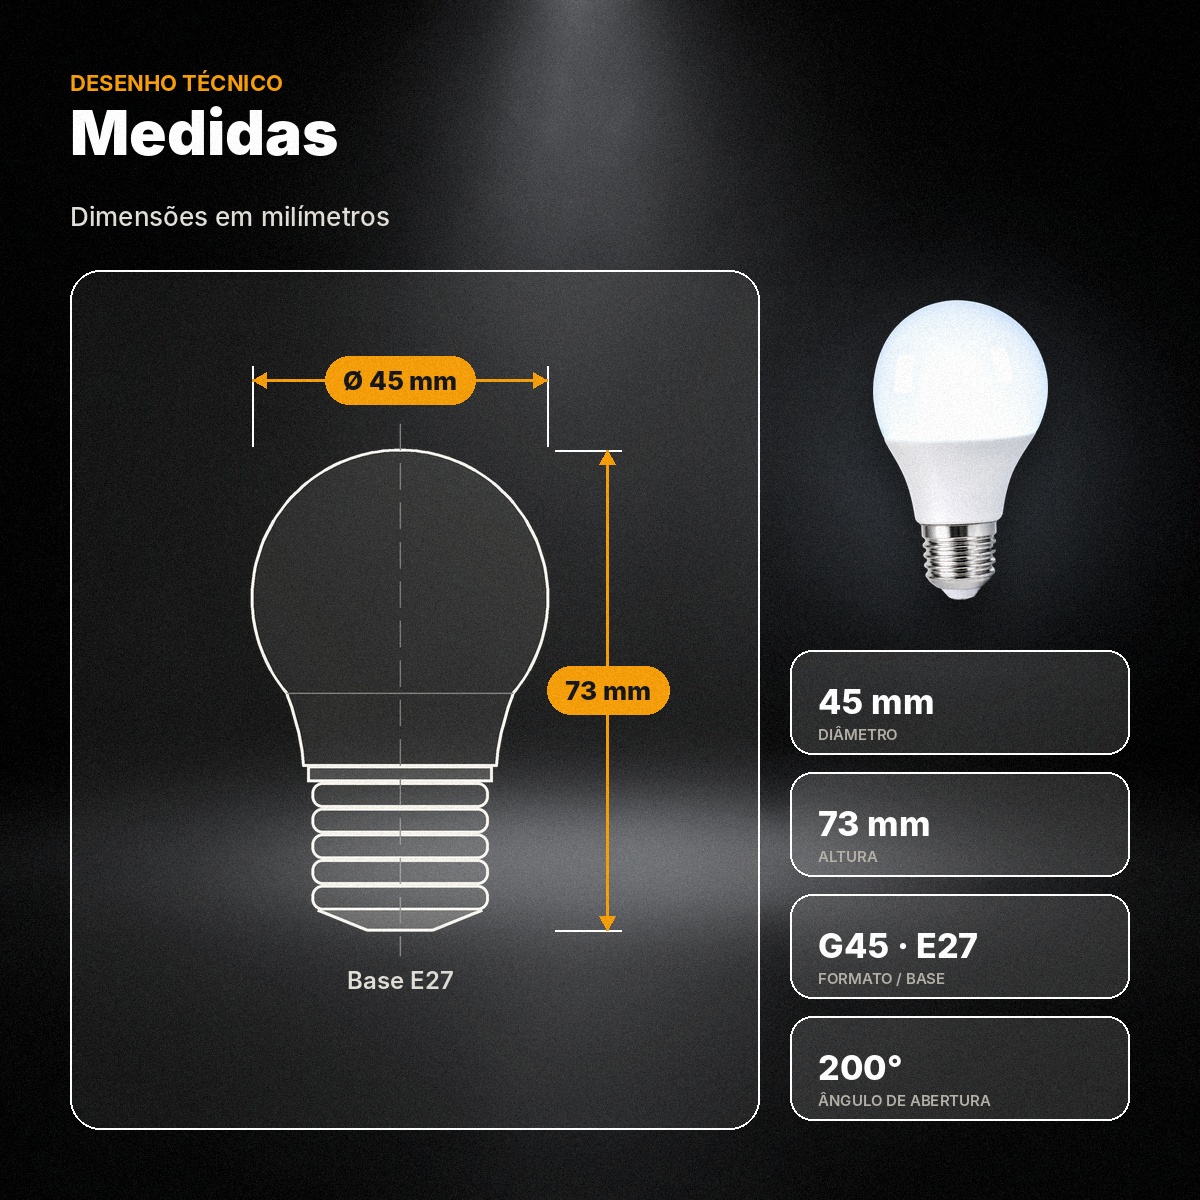 DESENHO TÉCNICO
Medidas
Dimensões em milímetros
Ø 45 mm
73 mm
Base E27
45 mm
DIÂMETRO
73 mm
ALTURA
G45 · E27
FORMATO / BASE
200°
ÂNGULO DE ABERTURA